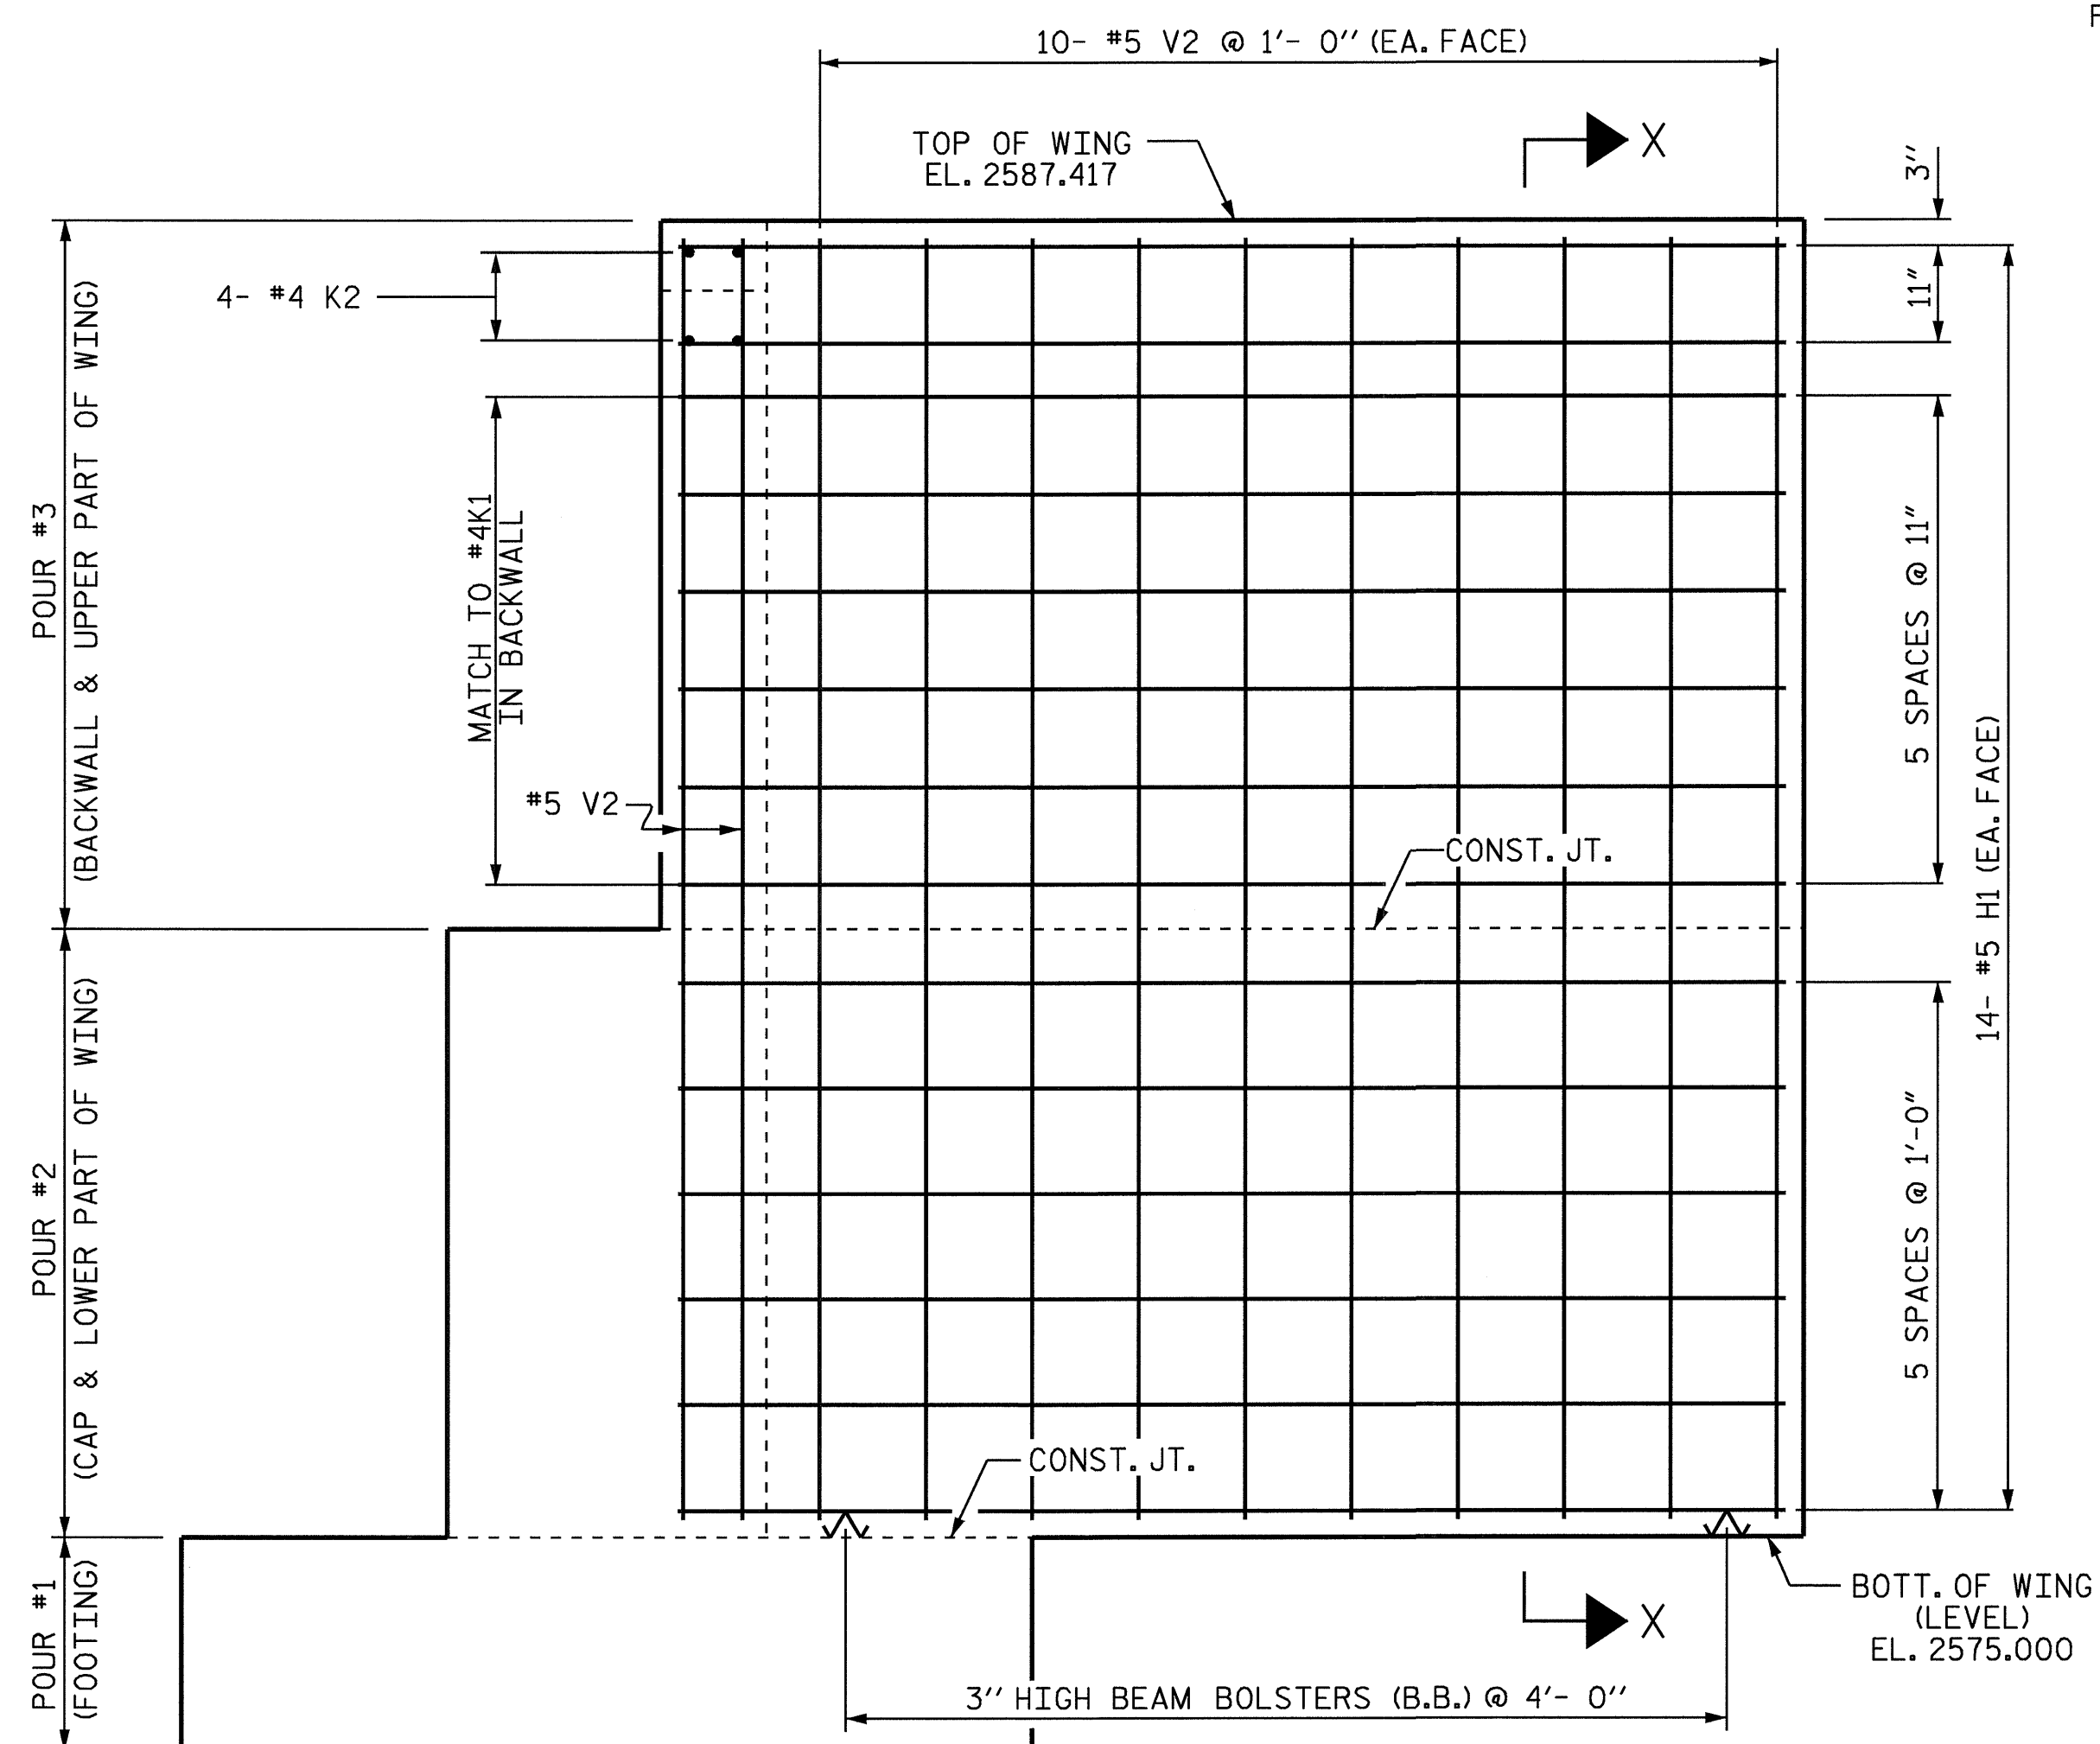 F
10- #5 V2 @ 1'- 0'' (EA. FACE)
TOP OF WING
EL. 2587.417
X
3''
11"
4- #4 K2
POUR #3
(BACKWALL & UPPER PART OF WING)
MATCH TO #4K1
IN BACKWALL
#5 V2
5 SPACES @ 11"
14- #5 H1 (EA. FACE)
CONST. JT.
POUR #2
(CAP & LOWER PART OF WING)
5 SPACES @ 1'-0"
CONST. JT.
POUR #1
(FOOTING)
X
BOTT. OF WING
(LEVEL)
EL. 2575.000
3'' HIGH BEAM BOLSTERS (B.B.) @ 4'- 0''